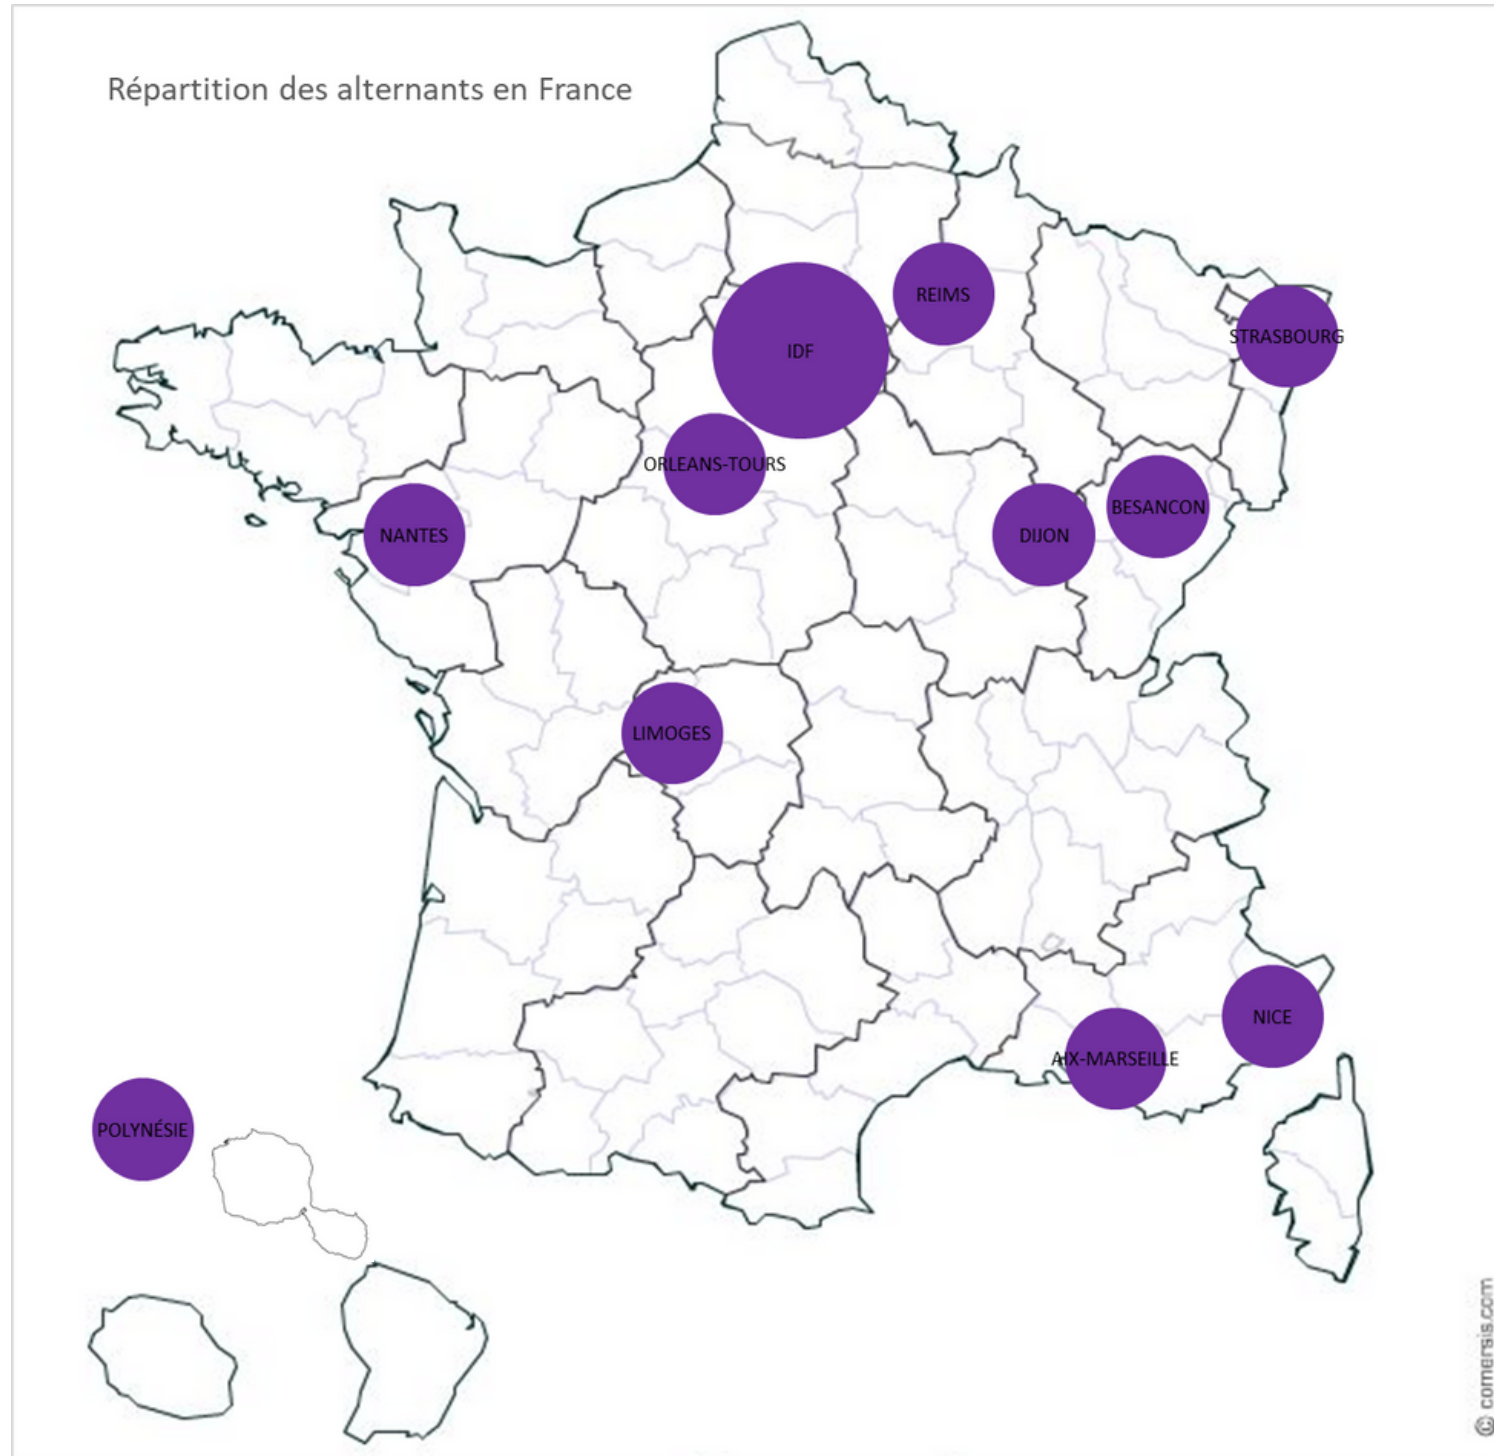 Répartition des alternants en France
REIMS
STRASBOURG
IDF
ORLEANS-TOURS
BESANCON
NANTES
DIJON
LIMOGES
NICE
AIX-MARSEILLE
POLYNÉSIE
© comersis.com